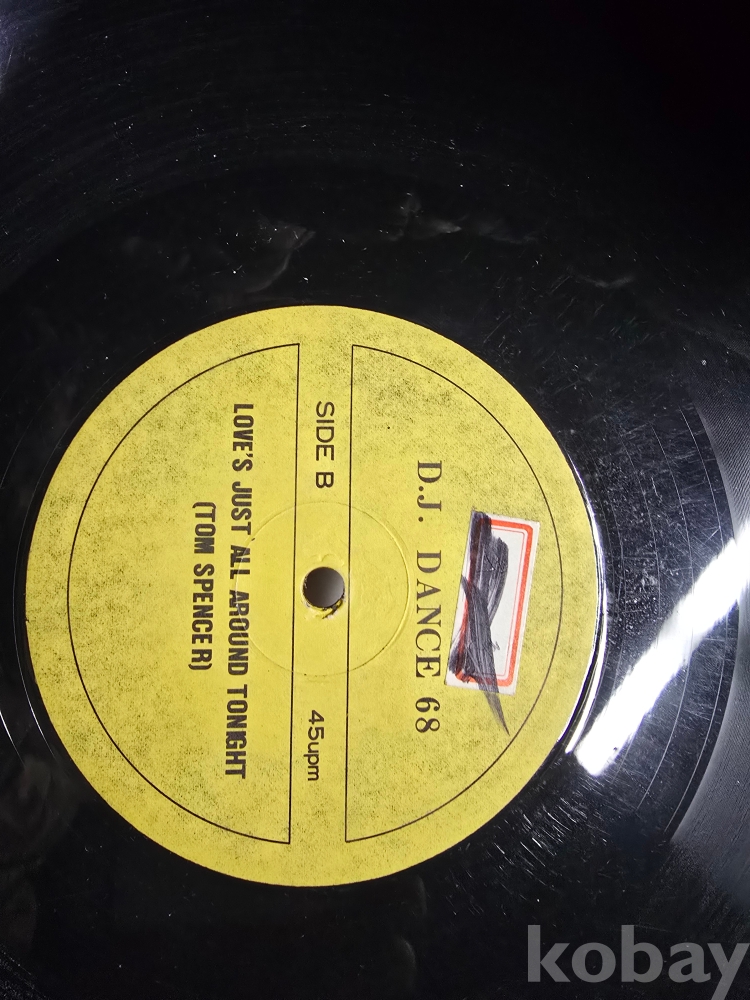 D.J. DANCE 68
SIDE B
45upm
LOVE'S JUST ALL AROUND TONIGHT
(TOM SPENCER)
kobay